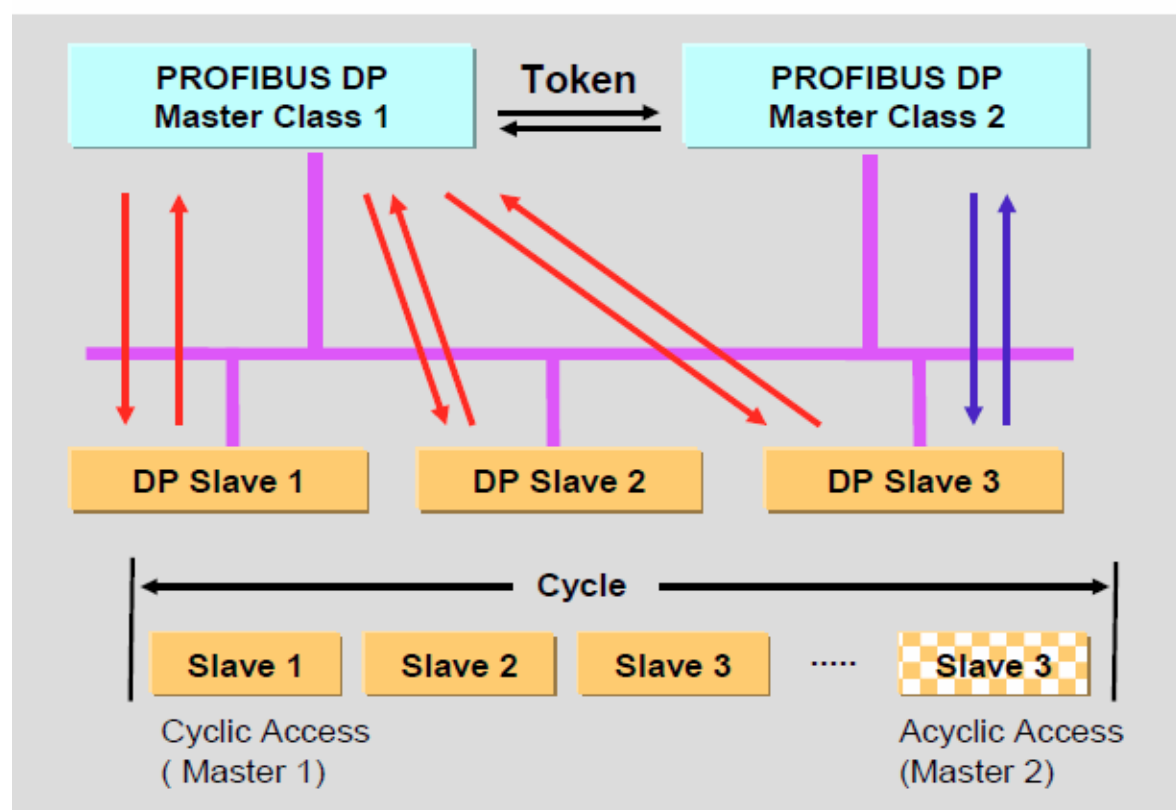 PROFIBUS DP
Master Class 1
Token
PROFIBUS DP
Master Class 2
DP Slave 1
DP Slave 2
DP Slave 3
Cycle
Slave 1
Slave 2
Slave 3
.....
Slave 3
Cyclic Access
( Master 1)
Acyclic Access
(Master 2)